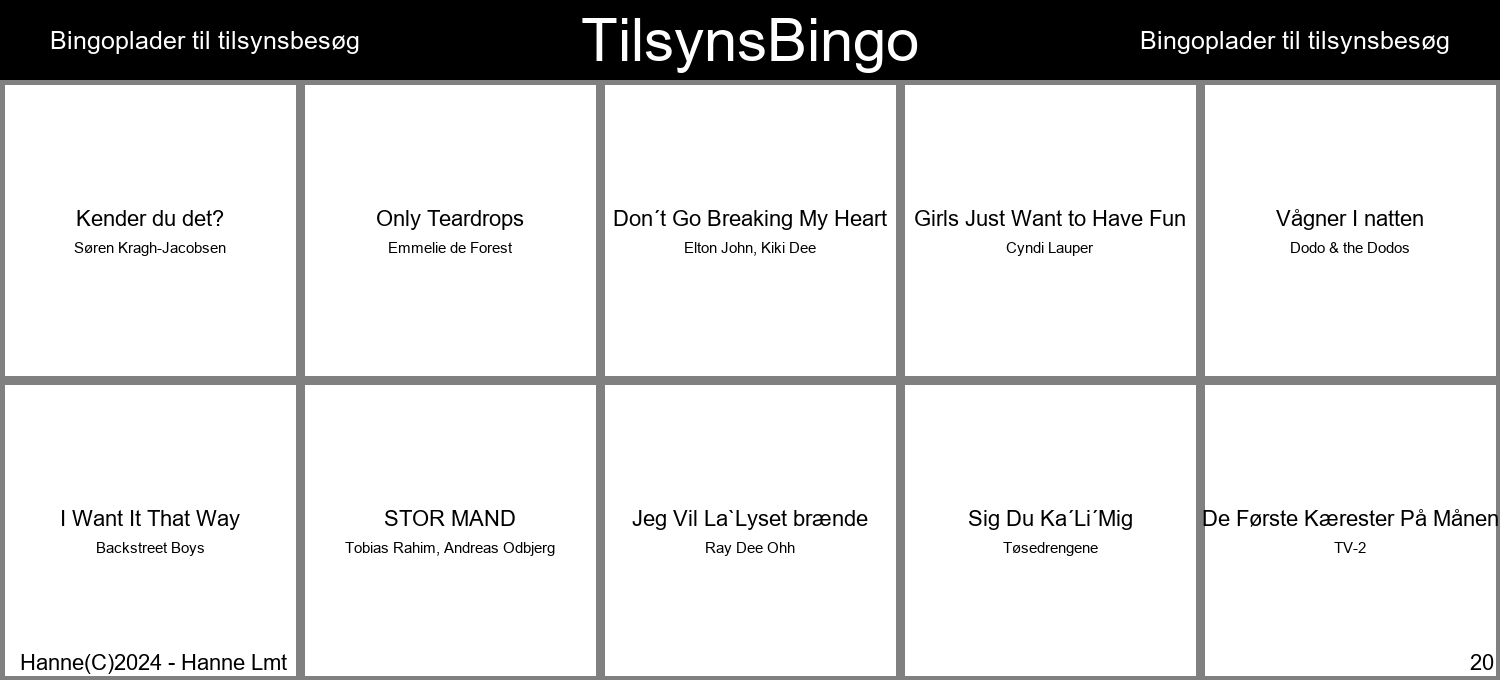 Bingoplader til tilsynsbesøg
TilsynsBingo
Bingoplader til tilsynsbesøg
Kender du det?
Søren Kragh-Jacobsen
Only Teardrops
Emmelie de Forest
Don´t Go Breaking My Heart
Elton John, Kiki Dee
Girls Just Want to Have Fun
Cyndi Lauper
Vågner I natten
Dodo & the Dodos
I Want It That Way
Backstreet Boys
STOR MAND
Tobias Rahim, Andreas Odbjerg
Jeg Vil La`Lyset brænde
Ray Dee Ohh
Sig Du Ka´Li´Mig
Tøsedrengene
De Første Kærester På Månen
TV-2
Hanne(C)2024 - Hanne Lmt
20